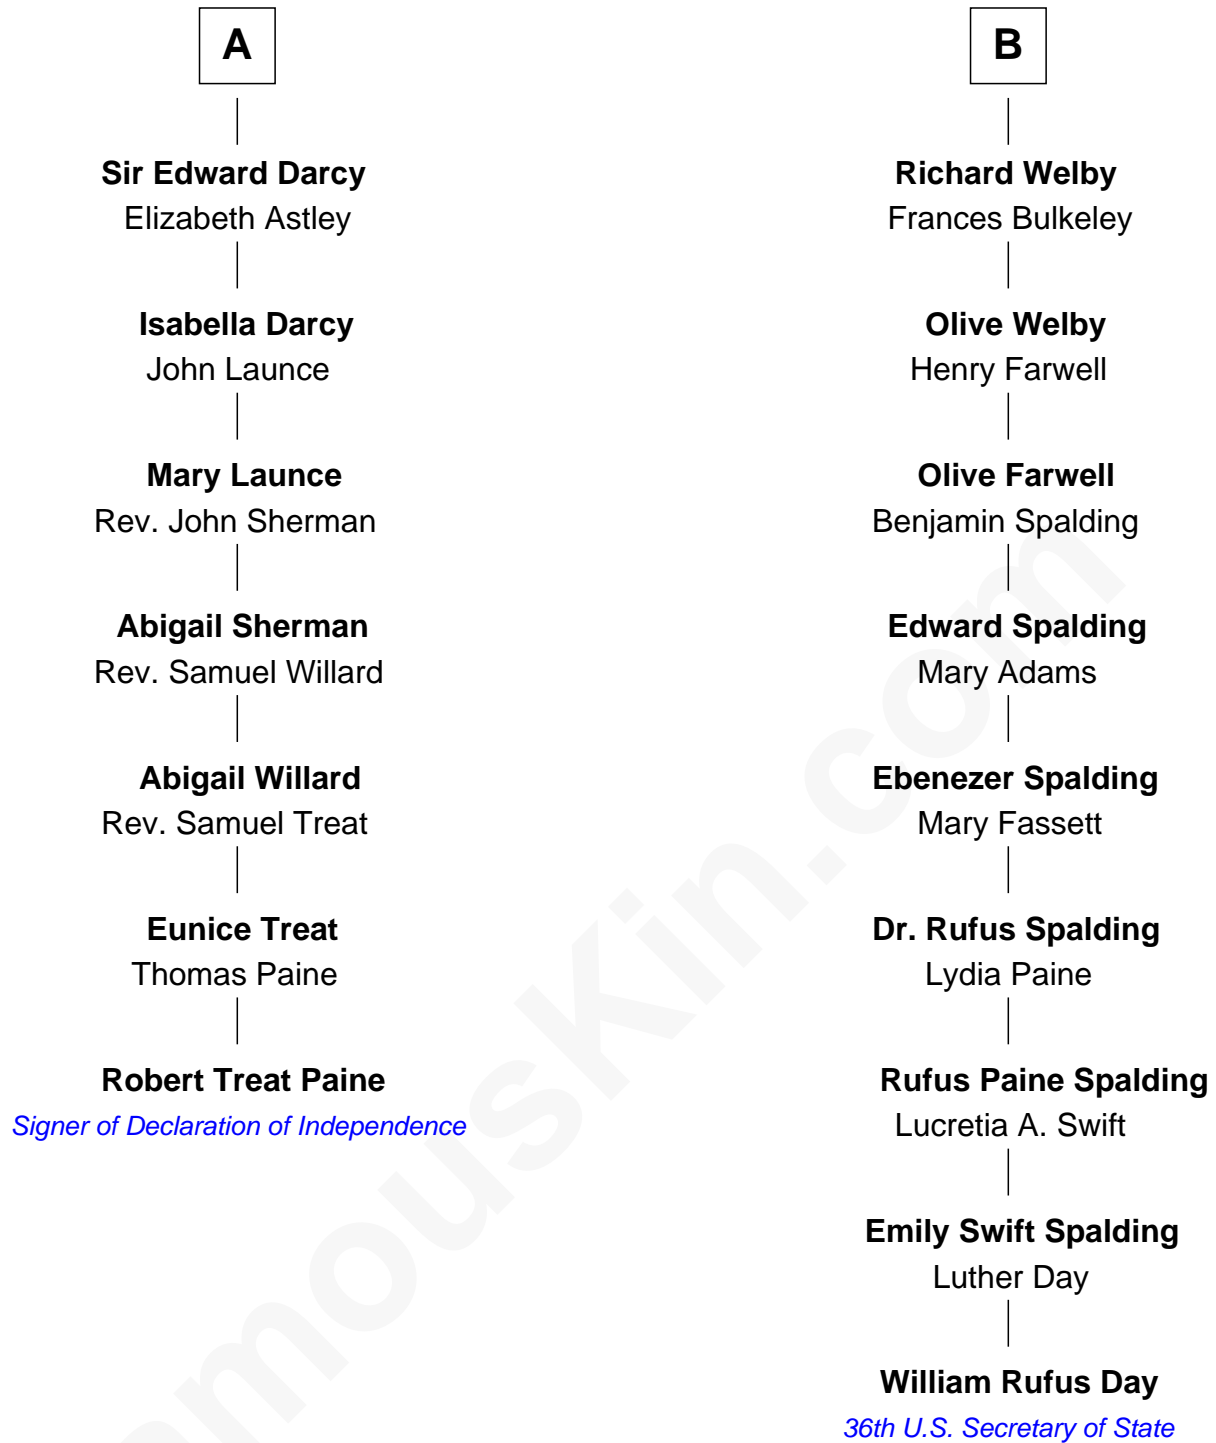 A
Sir Edward Darcy
Elizabeth Astley
Isabella Darcy
John Launce
Mary Launce
Rev. John Sherman
Abigail Sherman
Rev. Samuel Willard
Abigail Willard
Rev. Samuel Treat
Eunice Treat
Thomas Paine
Robert Treat Paine
Signer of Declaration of Independence
B
Richard Welby
Frances Bulkeley
Olive Welby
Henry Farwell
Olive Farwell
Benjamin Spalding
Edward Spalding
Mary Adams
Ebenezer Spalding
Mary Fassett
Dr. Rufus Spalding
Lydia Paine
Rufus Paine Spalding
Lucretia A. Swift
Emily Swift Spalding
Luther Day
William Rufus Day
36th U.S. Secretary of State
amouskin.com